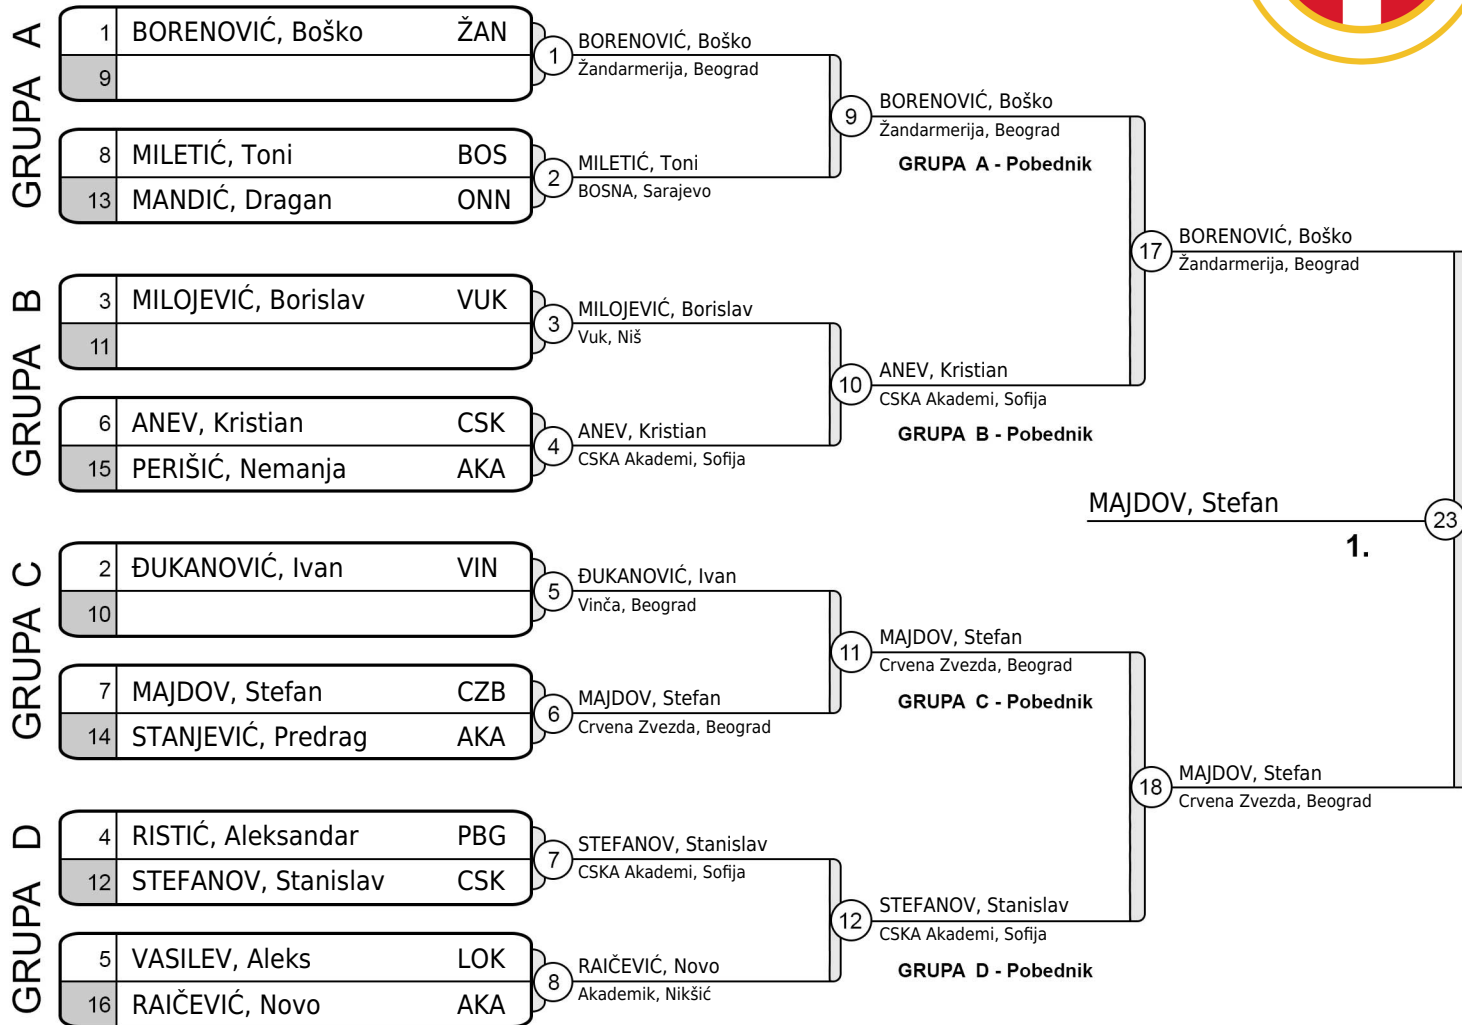 GRUPA A
1 BORENOVIĆ, Boško ŽAN
9
8 MILETIĆ, Toni BOS
13 MANDIĆ, Dragan ONN
GRUPA B
3 MILOJEVIĆ, Borislav VUK
11
6 ANEV, Kristian CSK
15 PERIŠIĆ, Nemanja AKA
GRUPA C
2 ĐUKANOVIĆ, Ivan VIN
10
7 MAJDOV, Stefan CZB
14 STANJEVIĆ, Predrag AKA
GRUPA D
4 RISTIĆ, Aleksandar PBG
12 STEFANOV, Stanislav CSK
5 VASILEV, Aleks LOK
16 RAIČEVIĆ, Novo AKA
1
BORENOVIĆ, Boško
Žandarmerija, Beograd
2
MILETIĆ, Toni
BOSNA, Sarajevo
3
MILOJEVIĆ, Borislav
Vuk, Niš
4
ANEV, Kristian
CSKA Akademi, Sofija
5
ĐUKANOVIĆ, Ivan
Vinča, Beograd
6
MAJDOV, Stefan
Crvena Zvezda, Beograd
7
STEFANOV, Stanislav
CSKA Akademi, Sofija
8
RAIČEVIĆ, Novo
Akademik, Nikšić
9
BORENOVIĆ, Boško
Žandarmerija, Beograd
GRUPA A - Pobednik
10
ANEV, Kristian
CSKA Akademi, Sofija
GRUPA B - Pobednik
11
MAJDOV, Stefan
Crvena Zvezda, Beograd
GRUPA C - Pobednik
12
STEFANOV, Stanislav
CSKA Akademi, Sofija
GRUPA D - Pobednik
17
BORENOVIĆ, Boško
Žandarmerija, Beograd
18
MAJDOV, Stefan
Crvena Zvezda, Beograd
MAJDOV, Stefan
23
1.